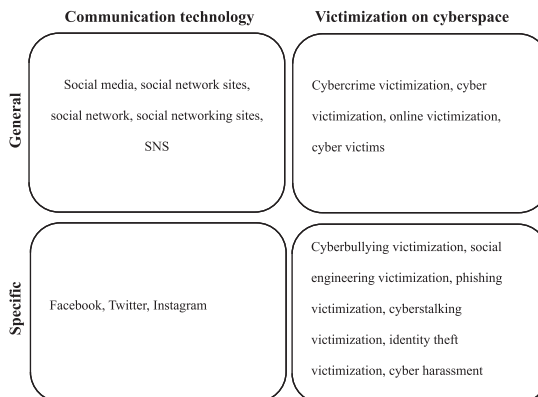 Communication technology
Victimization on cyberspace
General
Social media, social network sites,
social network, social networking sites,
SNS
Cybercrime victimization, cyber
victimization, online victimization,
cyber victims
Specific
Facebook, Twitter, Instagram
Cyberbullying victimization, social
engineering victimization, phishing
victimization, cyberstalking
victimization, identity theft
victimization, cyber harassment